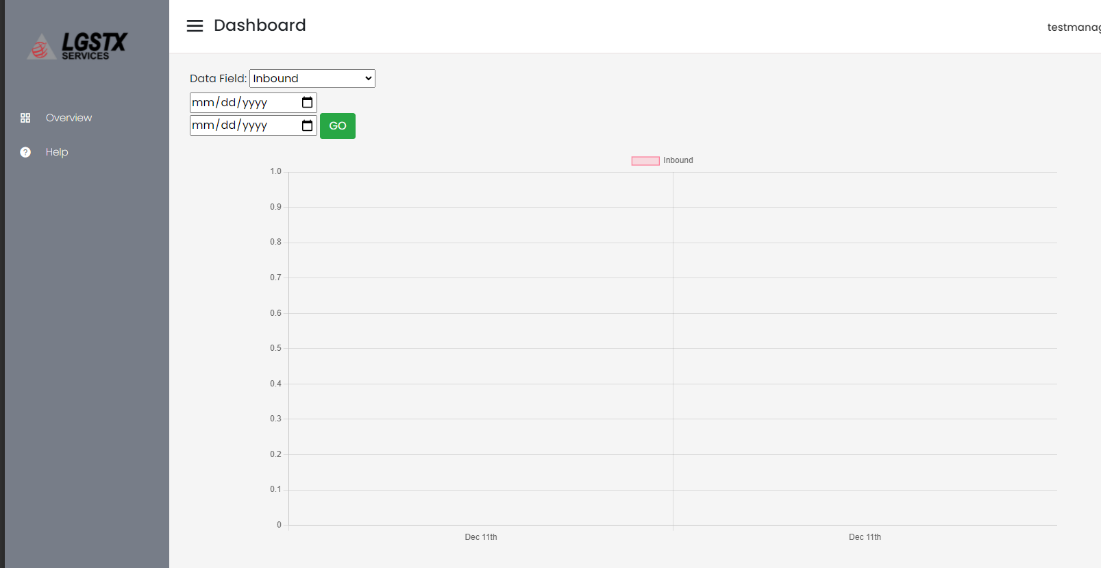 LGSTX
SERVICES
Dashboard
testmanag
Overview
Help
Data Field: Inbound
mm/dd/yyyy
mm/dd/yyyy GO
Inbound
1.0
0.9
0.8
0.7
0.6
0.5
0.4
0.3
0.2
0.1
0
Dec 11th Dec 11th